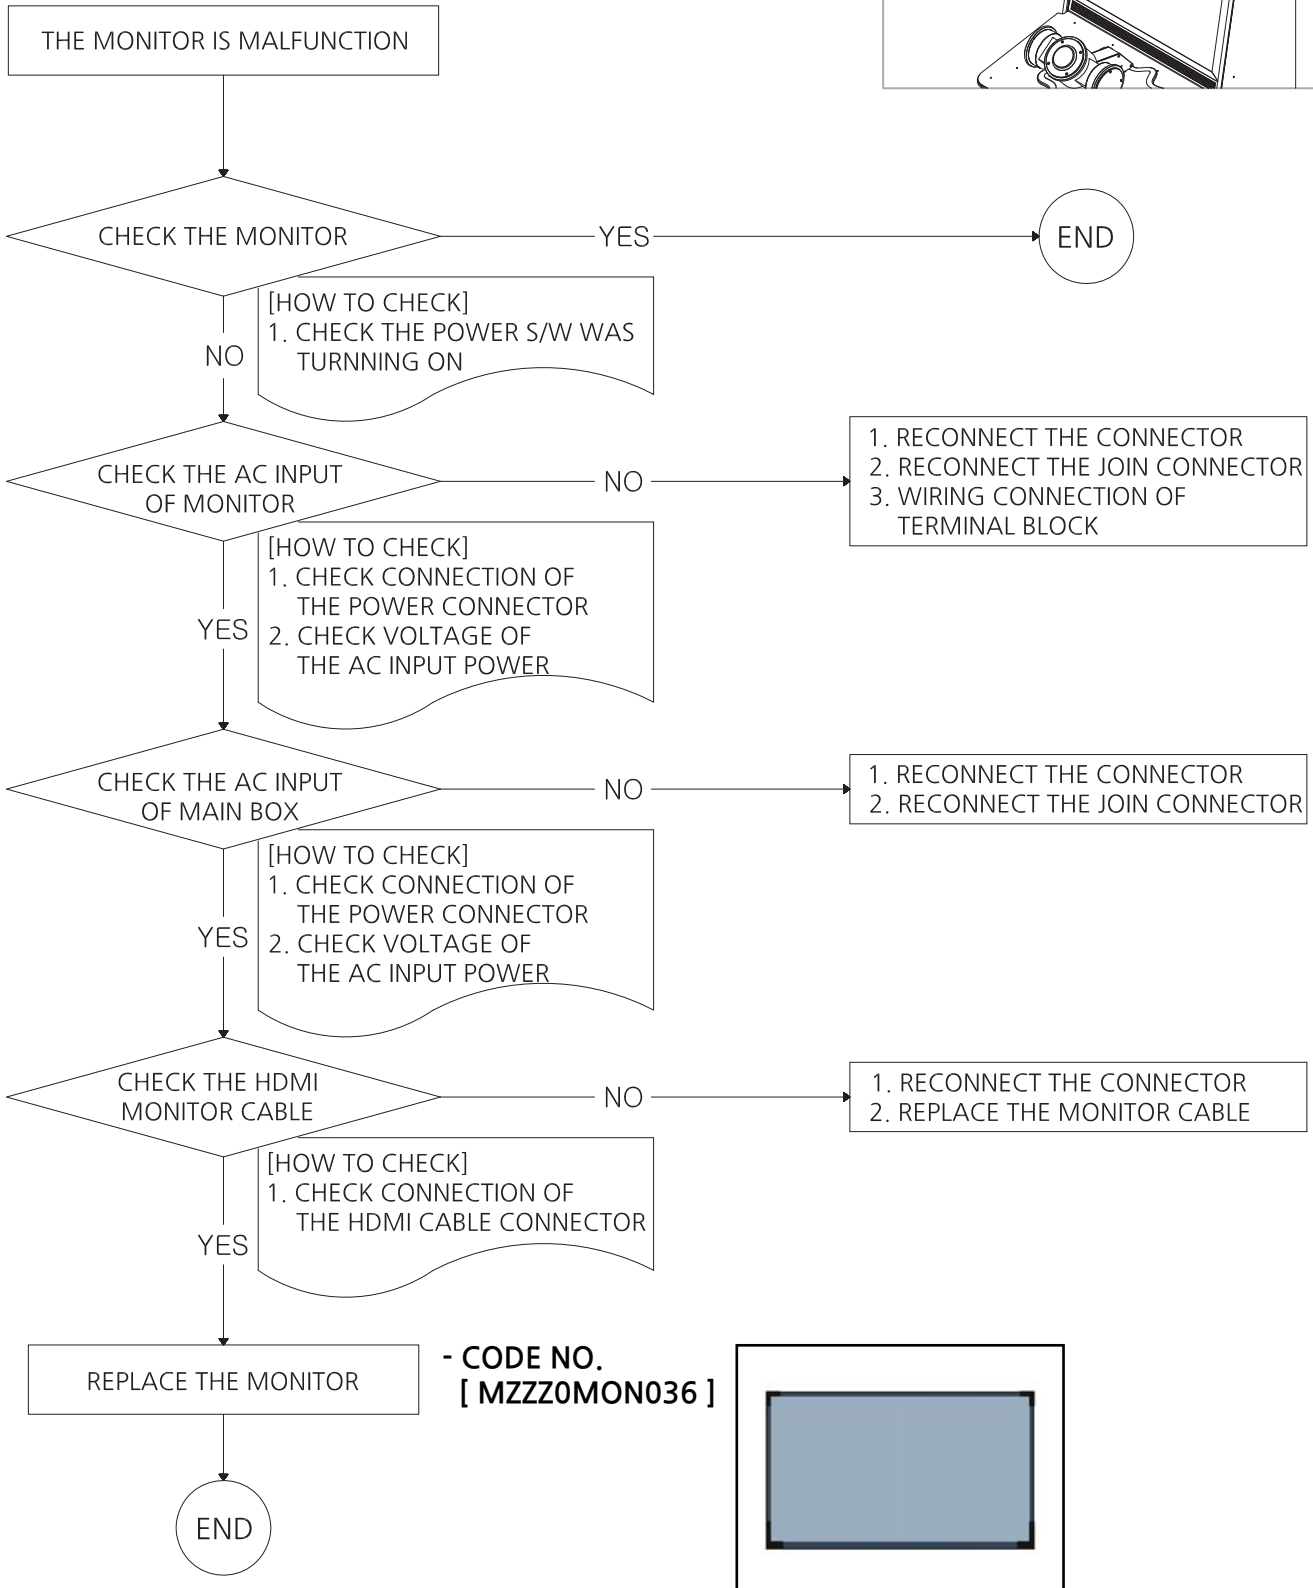 THE MONITOR IS MALFUNCTION
CHECK THE MONITOR
YES
END
[HOW TO CHECK]
1. CHECK THE POWER S/W WAS
TURNNING ON
NO
CHECK THE AC INPUT
OF MONITOR
NO
1. RECONNECT THE CONNECTOR
2. RECONNECT THE JOIN CONNECTOR
3. WIRING CONNECTION OF
TERMINAL BLOCK
[HOW TO CHECK]
1. CHECK CONNECTION OF
THE POWER CONNECTOR
2. CHECK VOLTAGE OF
THE AC INPUT POWER
YES
CHECK THE AC INPUT
OF MAIN BOX
NO
1. RECONNECT THE CONNECTOR
2. RECONNECT THE JOIN CONNECTOR
[HOW TO CHECK]
1. CHECK CONNECTION OF
THE POWER CONNECTOR
2. CHECK VOLTAGE OF
THE AC INPUT POWER
YES
CHECK THE HDMI
MONITOR CABLE
NO
1. RECONNECT THE CONNECTOR
2. REPLACE THE MONITOR CABLE
[HOW TO CHECK]
1. CHECK CONNECTION OF
THE HDMI CABLE CONNECTOR
YES
REPLACE THE MONITOR
- CODE NO.
[ MZZZ0MON036 ]
END